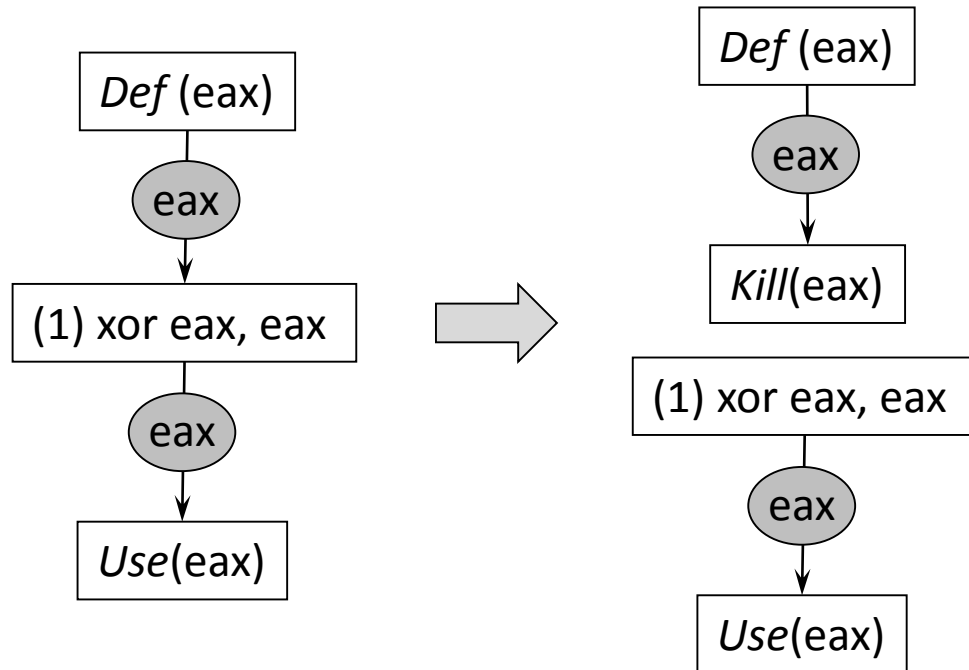 Def (eax)
eax
(1) xor eax, eax
eax
Use(eax)
Def (eax)
eax
Kill(eax)
(1) xor eax, eax
eax
Use(eax)